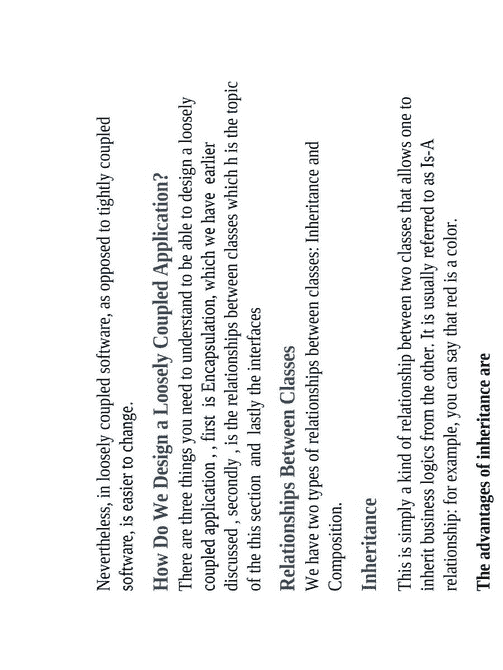 Nevertheless, in loosely coupled software, as opposed to tightly coupled
software, is easier to change.
How Do We Design a Loosely Coupled Application?
There are three things you need to understand to be able to design a loosely
coupled application , , first  is Encapsulation, which we have  earlier
discussed , secondly , is the relationships between classes which h is the topic
of the this section  and  lastly the interfaces
Relationships Between Classes
We have two types of relationships between classes: Inheritance and
Composition.
Inheritance
This is simply a kind of relationship between two classes that allows one to
inherit business logics from the other. It is usually referred to as Is-A
relationship: for example, you can say that red is a color.
The advantages of inheritance are